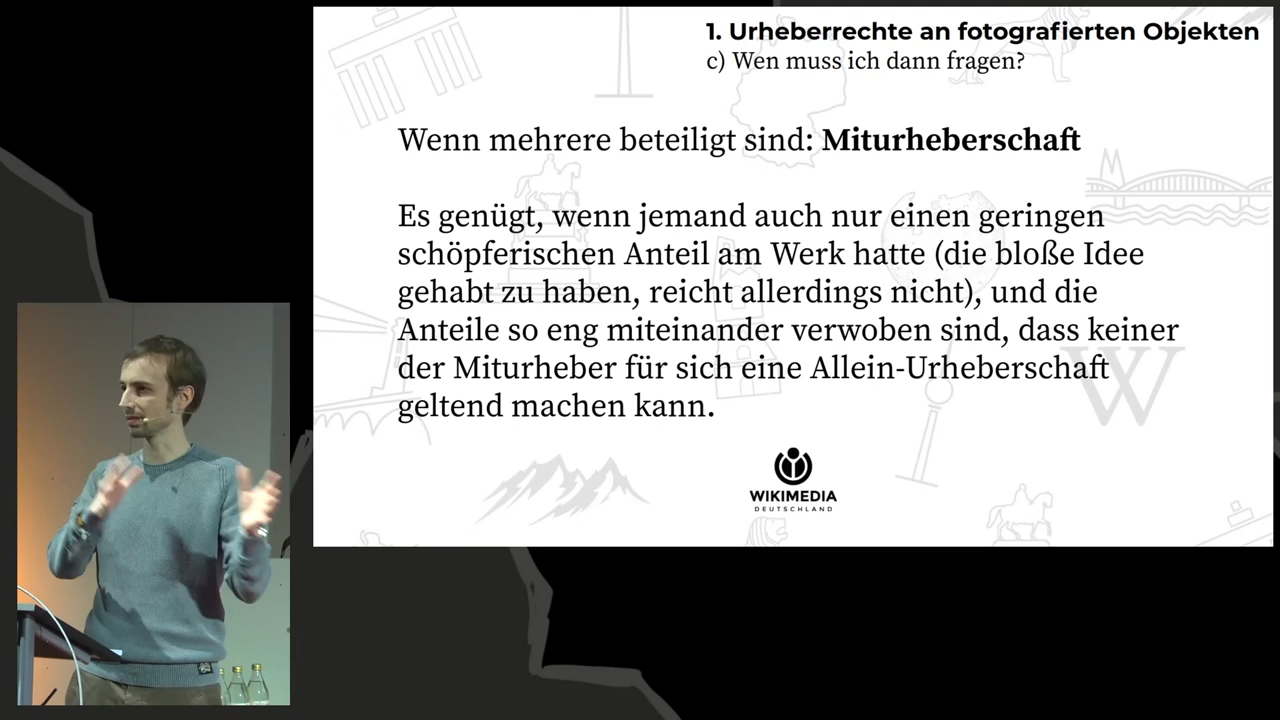 1. Urheberrechte an fotografierten Objekten
c) Wen muss ich dann fragen?
Wenn mehrere beteiligt sind: Miturheberschaft
Es genügt, wenn jemand auch nur einen geringen
schöpferischen Anteil am Werk hatte (die bloße Idee
gehabt zu haben, reicht allerdings nicht), und die
Anteile so eng miteinander verwoben sind, dass keiner
der Miturheber für sich eine Allein-Urheberschaft
geltend machen kann.
W
WIKIMEDIA
DEUTSCHLAND